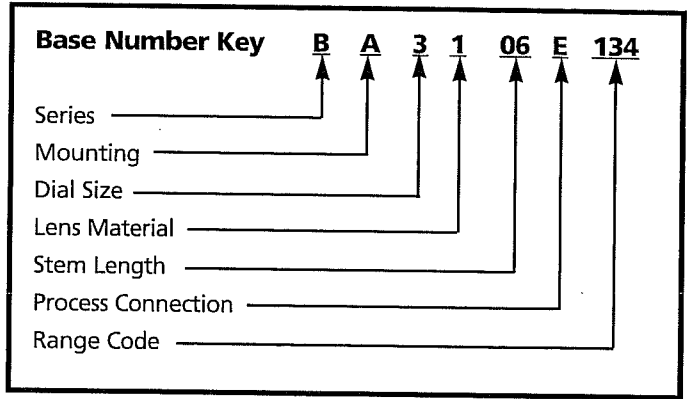 Base Number Key B A 3 1 06 E 134
Series
Mounting
Dial Size
Lens Material
Stem Length
Process Connection
Range Code